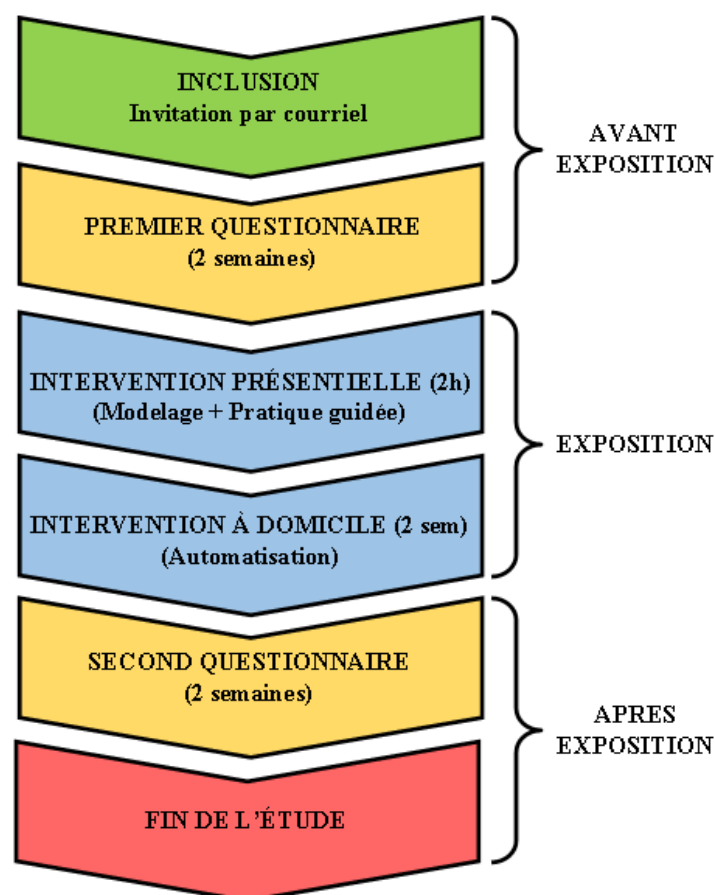 INCLUSION
Invitation par courriel
AVANT
EXPOSITION
PREMIER QUESTIONNAIRE
(2 semaines)
INTERVENTION PRÉSENTIELLE (2h)
(Modelage + Pratique guidée)
EXPOSITION
INTERVENTION À DOMICILE (2 sem)
(Automatisation)
SECOND QUESTIONNAIRE
(2 semaines)
APRES
EXPOSITION
FIN DE L'ÉTUDE